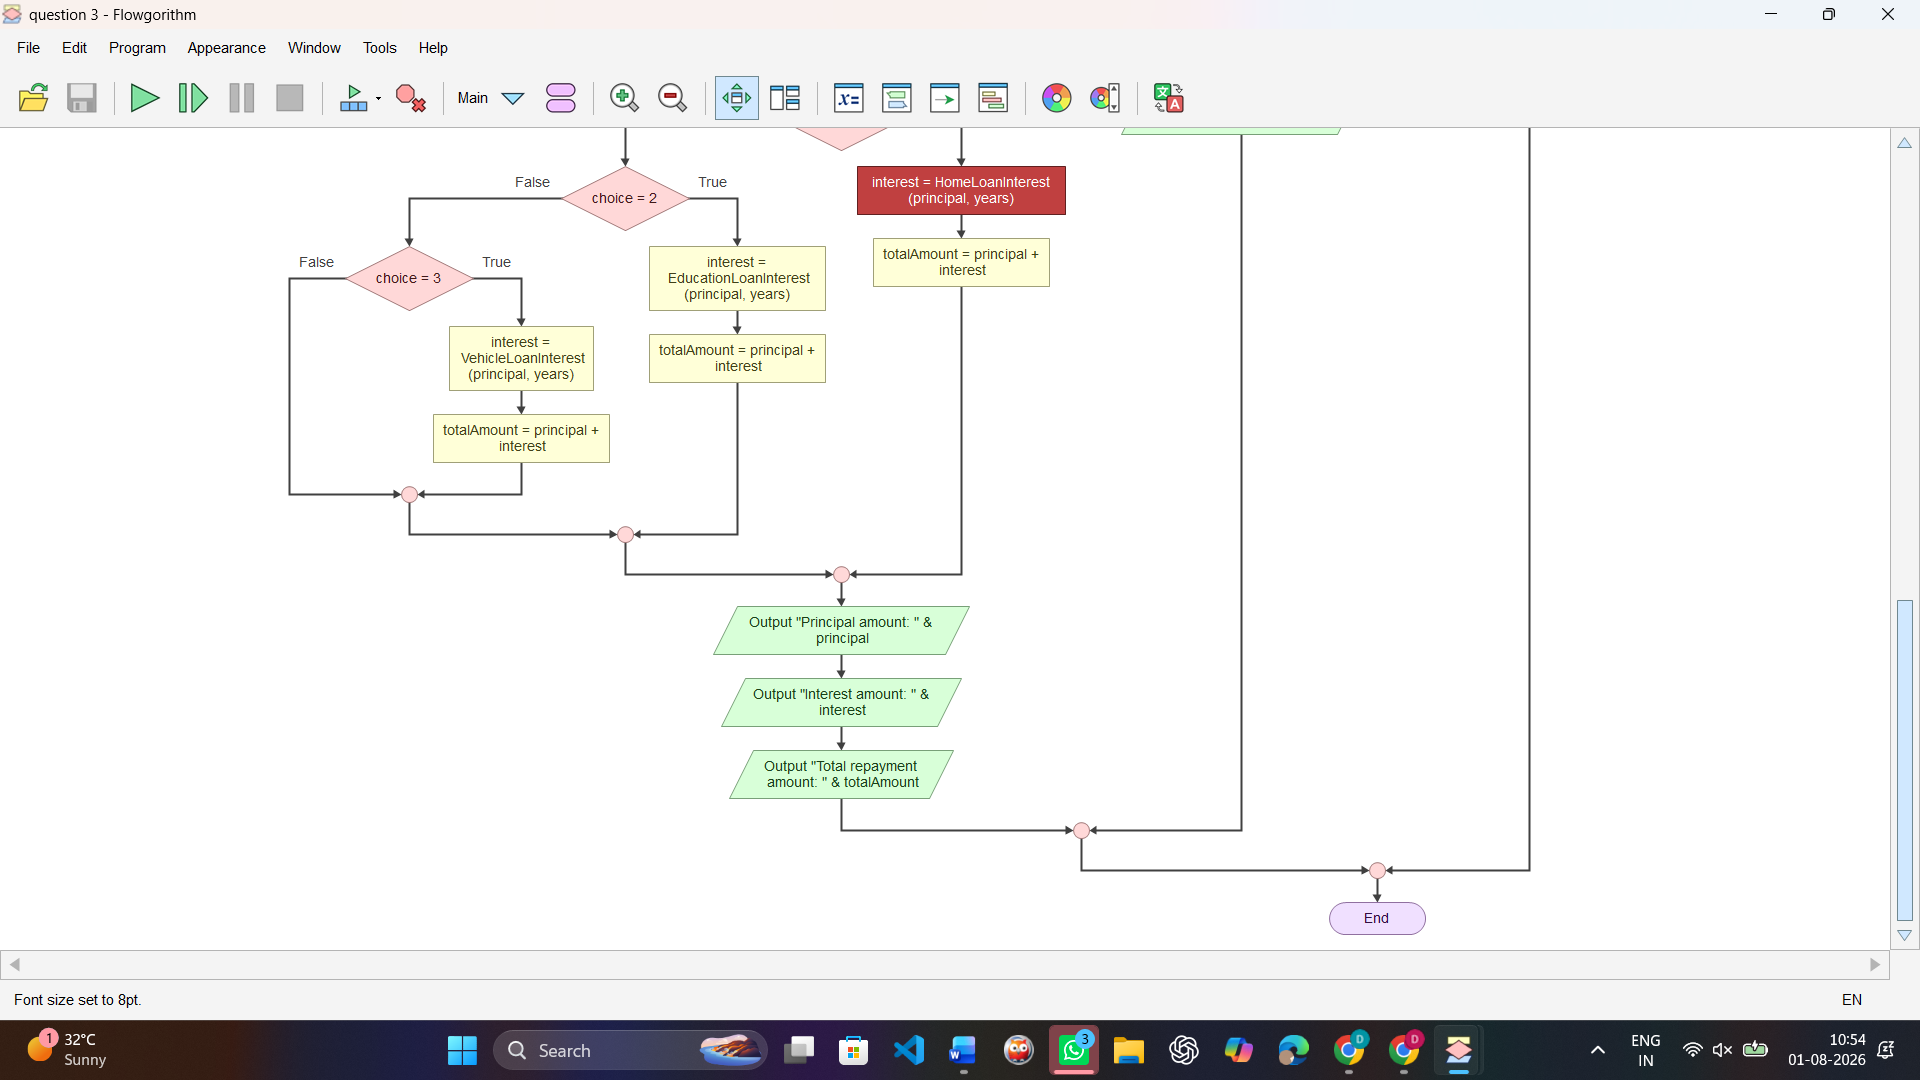 question 3 - Flowgorithm
File Edit Program Appearance Window Tools Help
Main
False
True
choice = 2
interest = HomeLoanInterest
(principal, years)
totalAmount = principal +
interest
False
True
choice = 3
interest =
EducationLoanInterest
(principal, years)
totalAmount = principal +
interest
interest =
VehicleLoanInterest
(principal, years)
totalAmount = principal +
interest
Output "Principal amount: " &
principal
Output "Interest amount: " &
interest
Output "Total repayment
amount: " & totalAmount
End
Font size set to 8pt.
EN
1
32°C
Sunny
Search
W
3
D
D
ENG
IN
10:54
01-08-2026